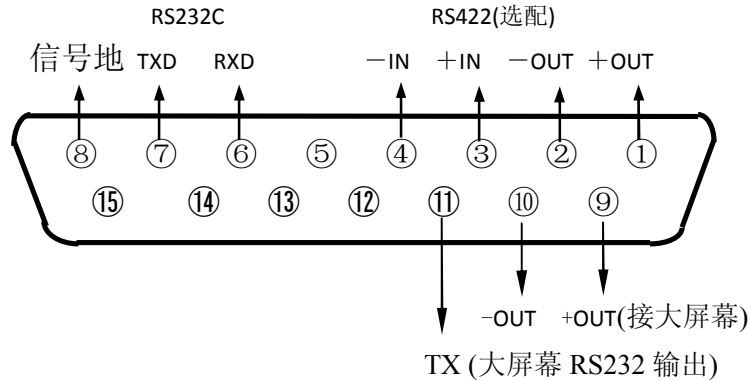 RS232C RS422(选配)
信号地 TXD RXD －IN ＋IN －OUT ＋OUT
⑧ ⑦ ⑥ ⑤ ④ ③ ② ①
⑮ ⑭ ⑬ ⑫ ⑪ ⑩ ⑨
-OUT +OUT(接大屏幕)
TX (大屏幕 RS232 输出)